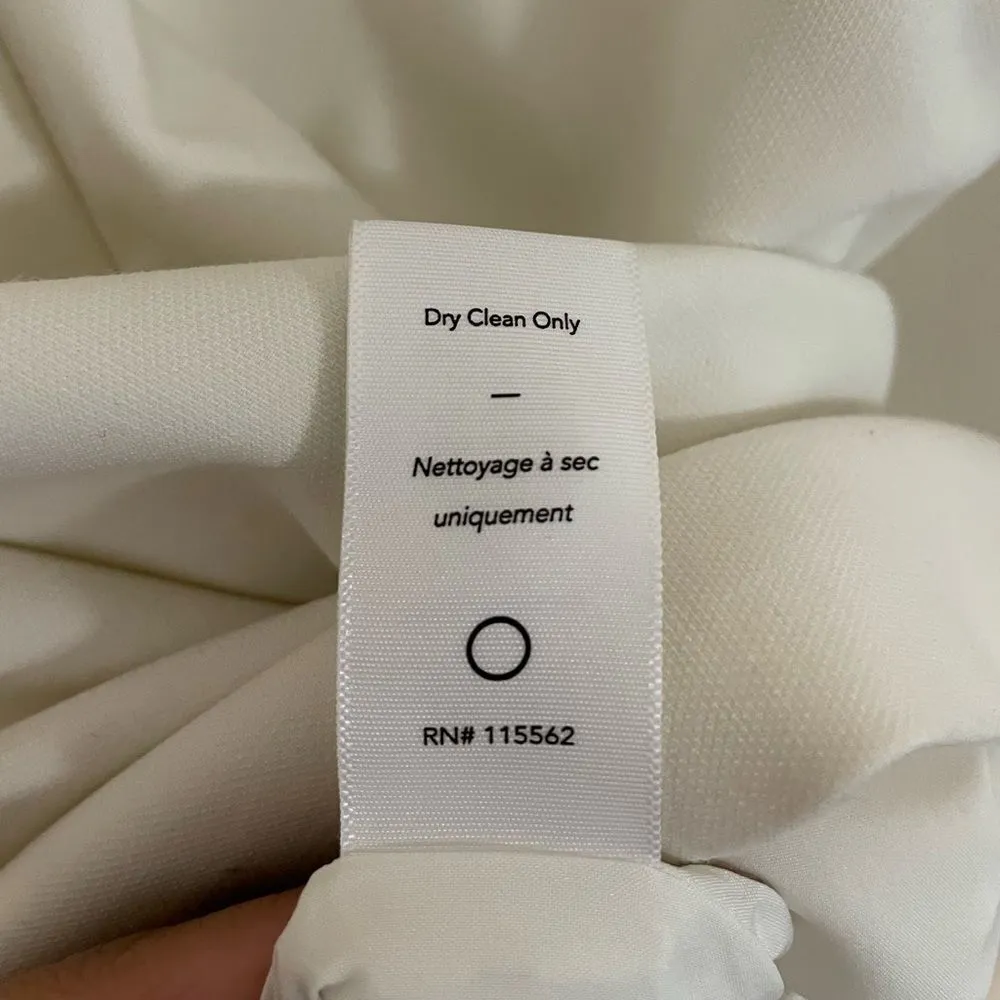 Dry Clean Only
—
Nettoyage à sec
uniquement
RN# 115562